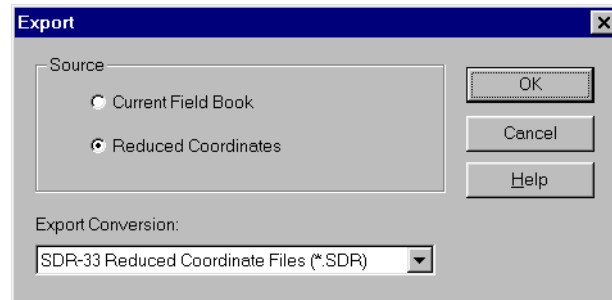 Export
Source
Current Field Book
Reduced Coordinates
OK
Cancel
Help
Export Conversion:
SDR-33 Reduced Coordinate Files (*.SDR)